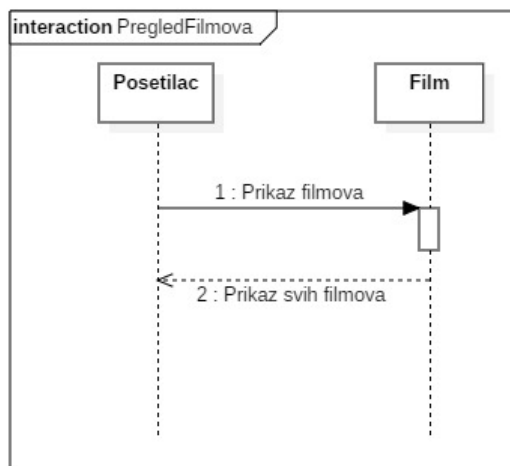 interaction PregledFilmova
Posetilac
Film
1 : Prikaz filmova
2 : Prikaz svih filmova